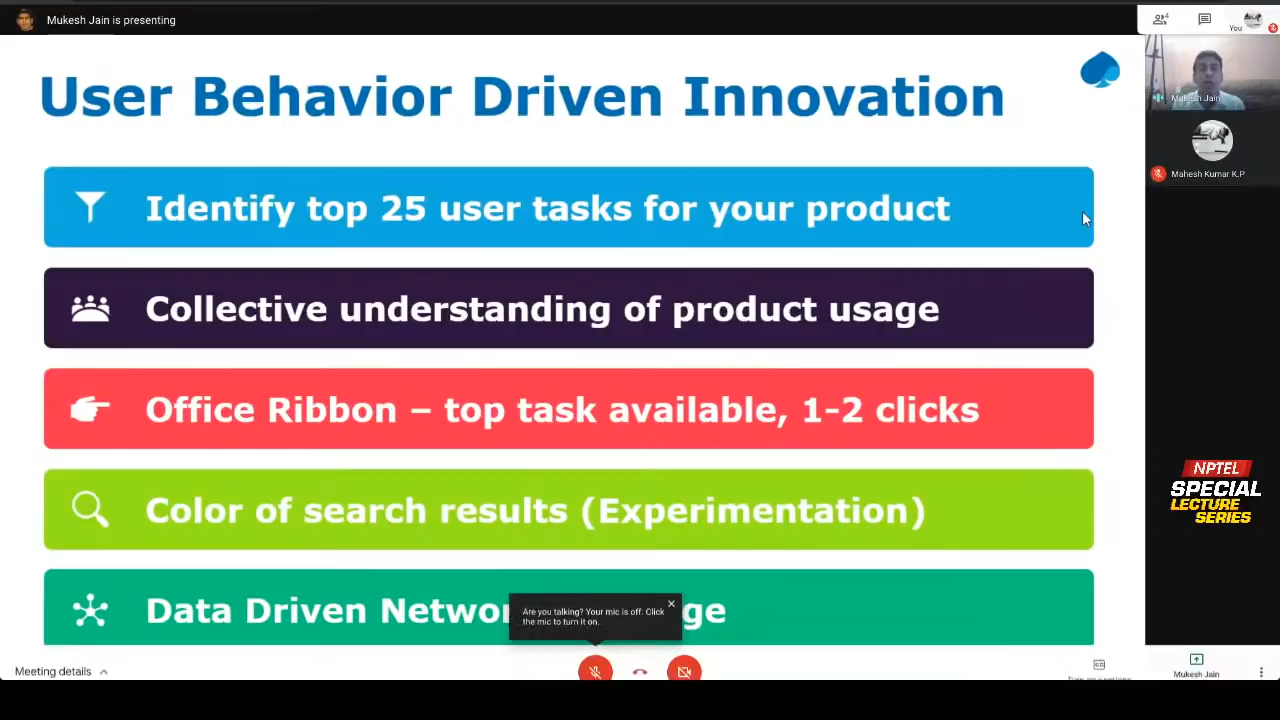 Mukesh Jain is presenting
4
You
User Behavior Driven Innovation
Mukesh Jain
Mahesh Kumar K.P
Identify top 25 user tasks for your product
Collective understanding of product usage
Office Ribbon – top task available, 1-2 clicks
Color of search results (Experimentation)
NPTEL
SPECIAL
LECTURE
SERIES
Data Driven Networ
ge
Are you talking? Your mic is off. Click
the mic to turn it on.
Meeting details
Mukesh Jain